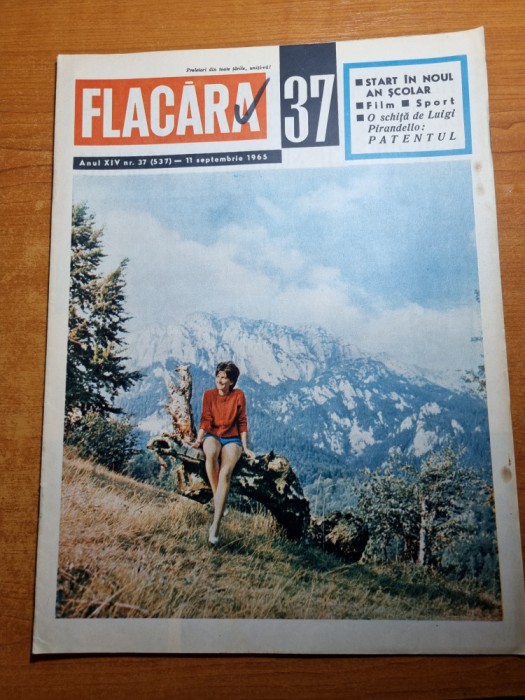 Proletari din toate țările, uniți-vă!
FLACĂRA
37
Anul XIV nr. 37 (537) — 11 septembrie 1965
■ START ÎN NOUL
AN ȘCOLAR
■ Film ■ Sport
■ O schiță de Luigi
Pirandello:
PATENTUL